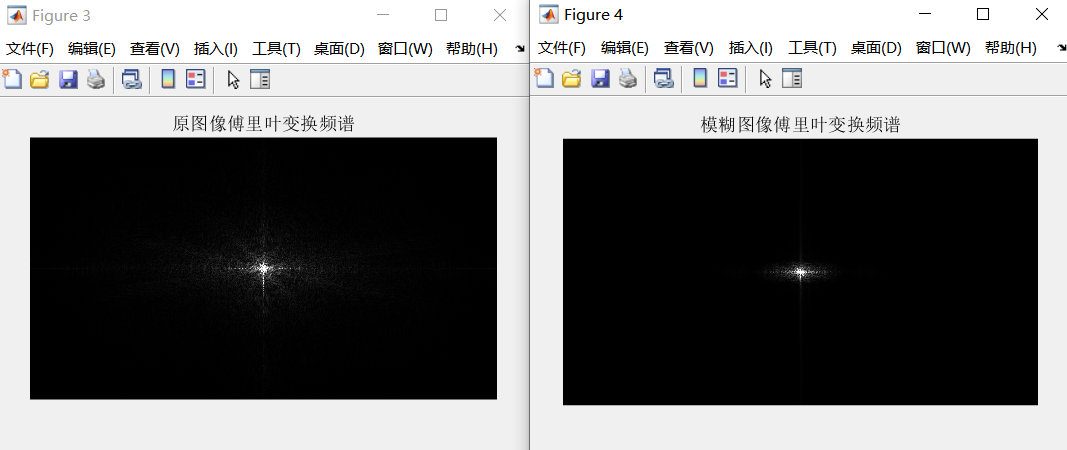 Figure 3
文件(F) 编辑(E) 查看(V) 插入(I) 工具(T) 桌面(D) 窗口(W) 帮助(H)
原图像傅里叶变换频谱
Figure 4
文件(F) 编辑(E) 查看(V) 插入(I) 工具(T) 桌面(D) 窗口(W) 帮助(H)
模糊图像傅里叶变换频谱